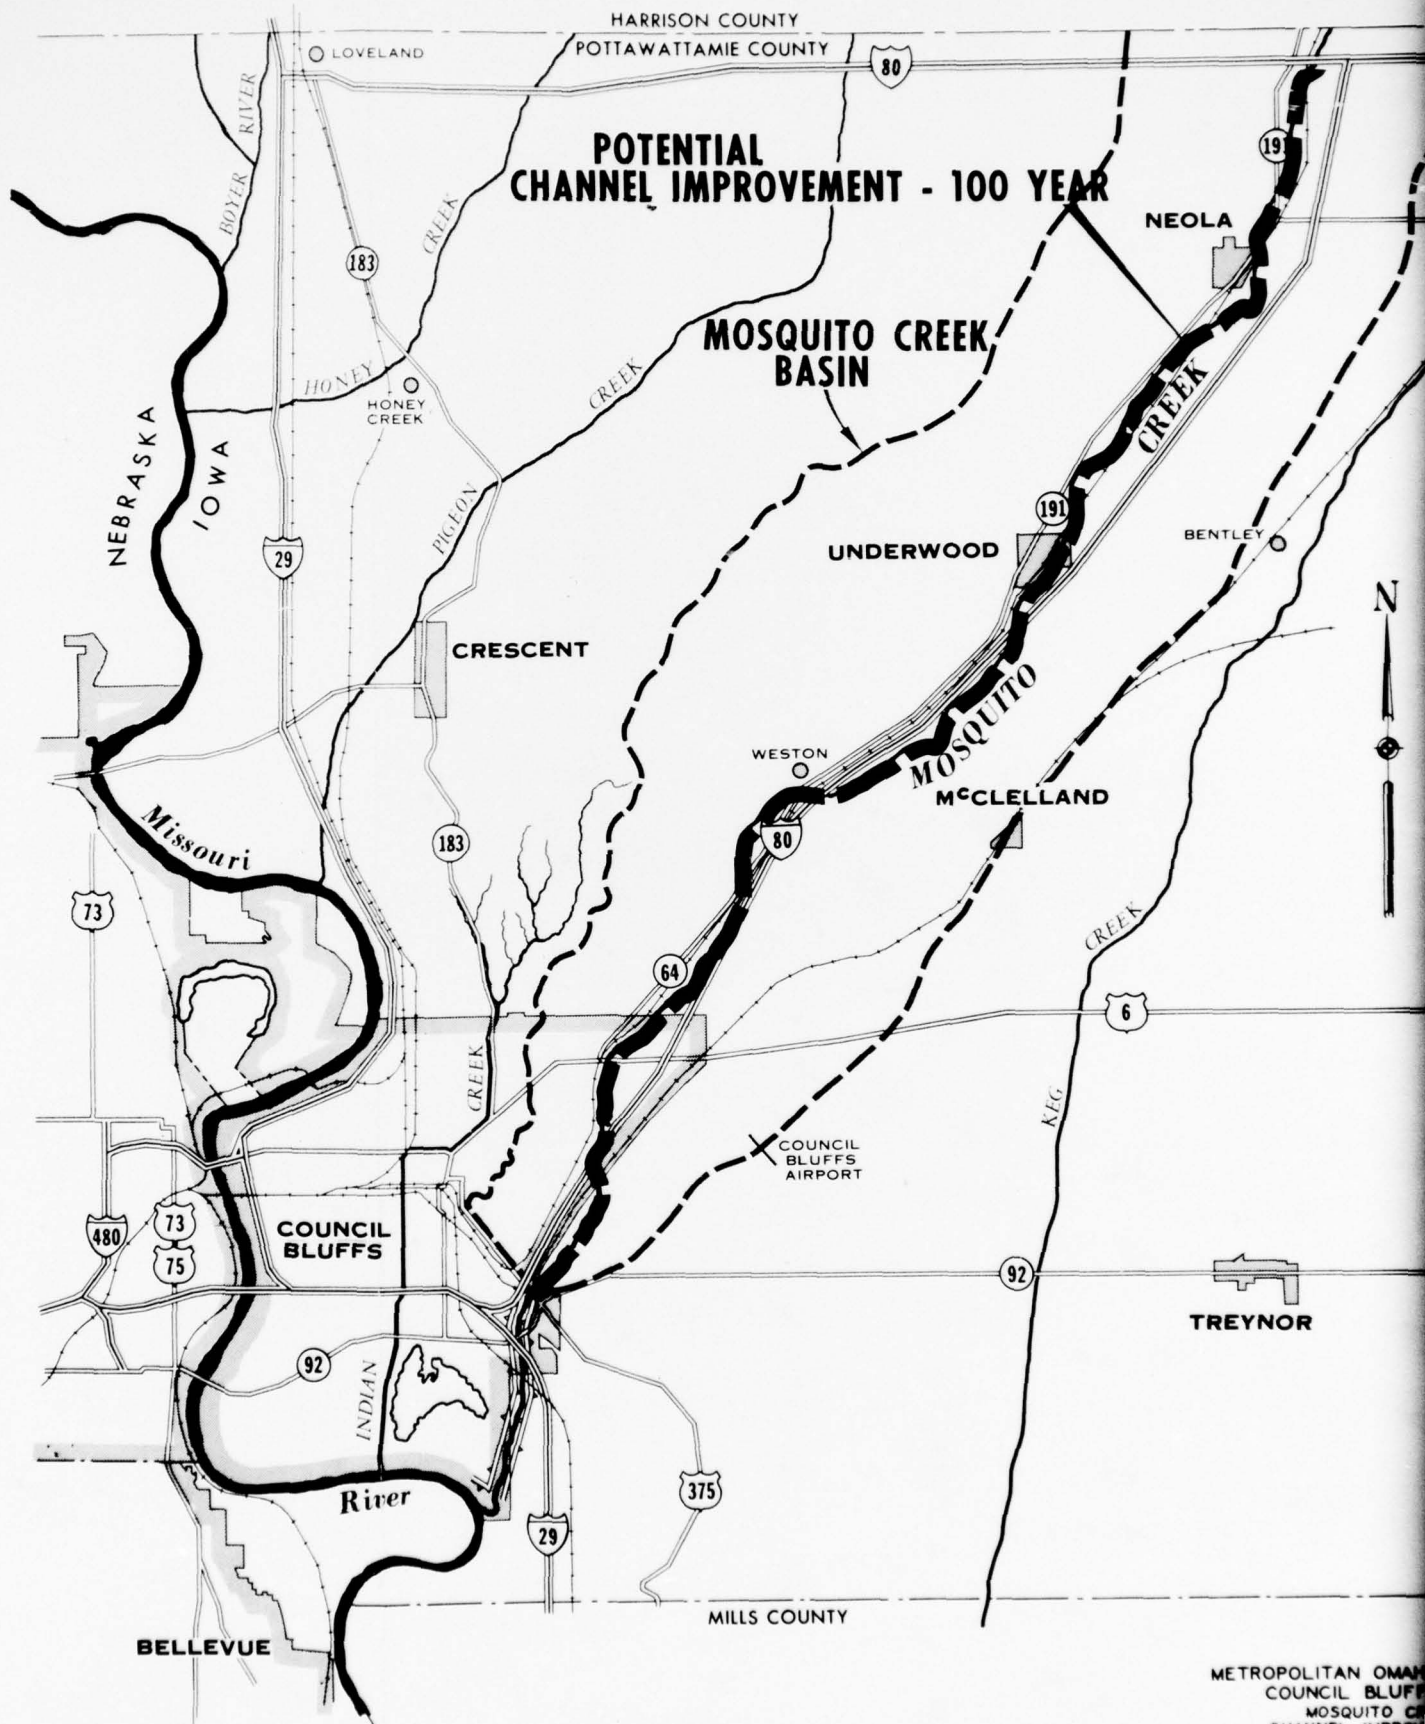 HARRISON COUNTY
POTTAWATTAMIE COUNTY
LOVELAND
80
BOYER RIVER
191
POTENTIAL
CHANNEL IMPROVEMENT - 100 YEAR
NEOLA
CREEK
183
MOSQUITO CREEK
BASIN
HONEY
CREEK
HONEY
CREEK
NEBRASKA
IOWA
CREEK
PIGEON
191
29
UNDERWOOD
BENTLEY
N
CRESCENT
MOSQUITO
WESTON
McCLELLAND
80
Missouri
183
73
CREEK
64
6
CREEK
KEG
COUNCIL
BLUFFS
AIRPORT
480
73
75
COUNCIL
BLUFFS
92
TREYNOR
92
INDIAN
River
375
29
MILLS COUNTY
BELLEVUE
METROPOLITAN
COUNCIL
MOSQUITO